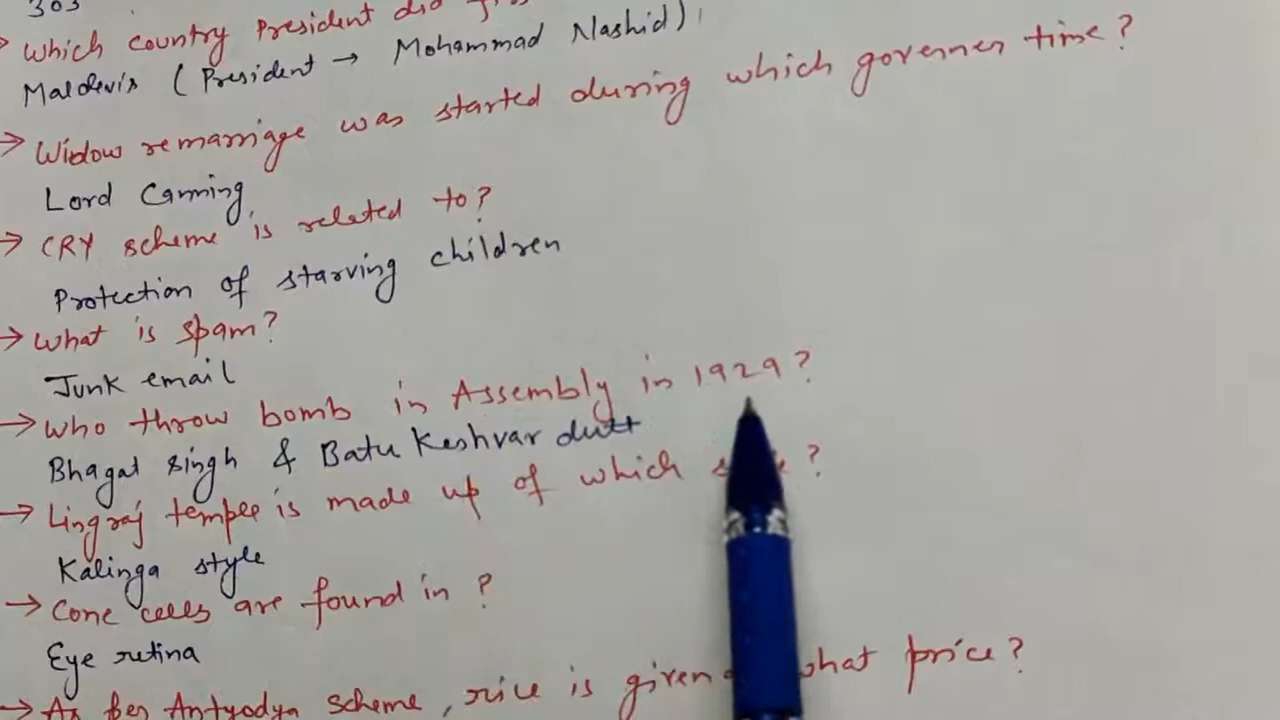 303
Which country President did
Maldevis (President → Mohammad Nashid)
→ Widow remarriage was started during which governer time?
Lord Canning
→ CRY scheme is related to?
Protection of starving children
→ What is spam?
Junk email
→ Who throw bomb in Assembly in 1929?
Bhagat singh & Batu Keshvar dutt
→ Lingraj temple is made up of which ?
Kalinga style
→ Cone cells are found in ?
Eye retina
→ As per Antyodya scheme, rice is given what price?